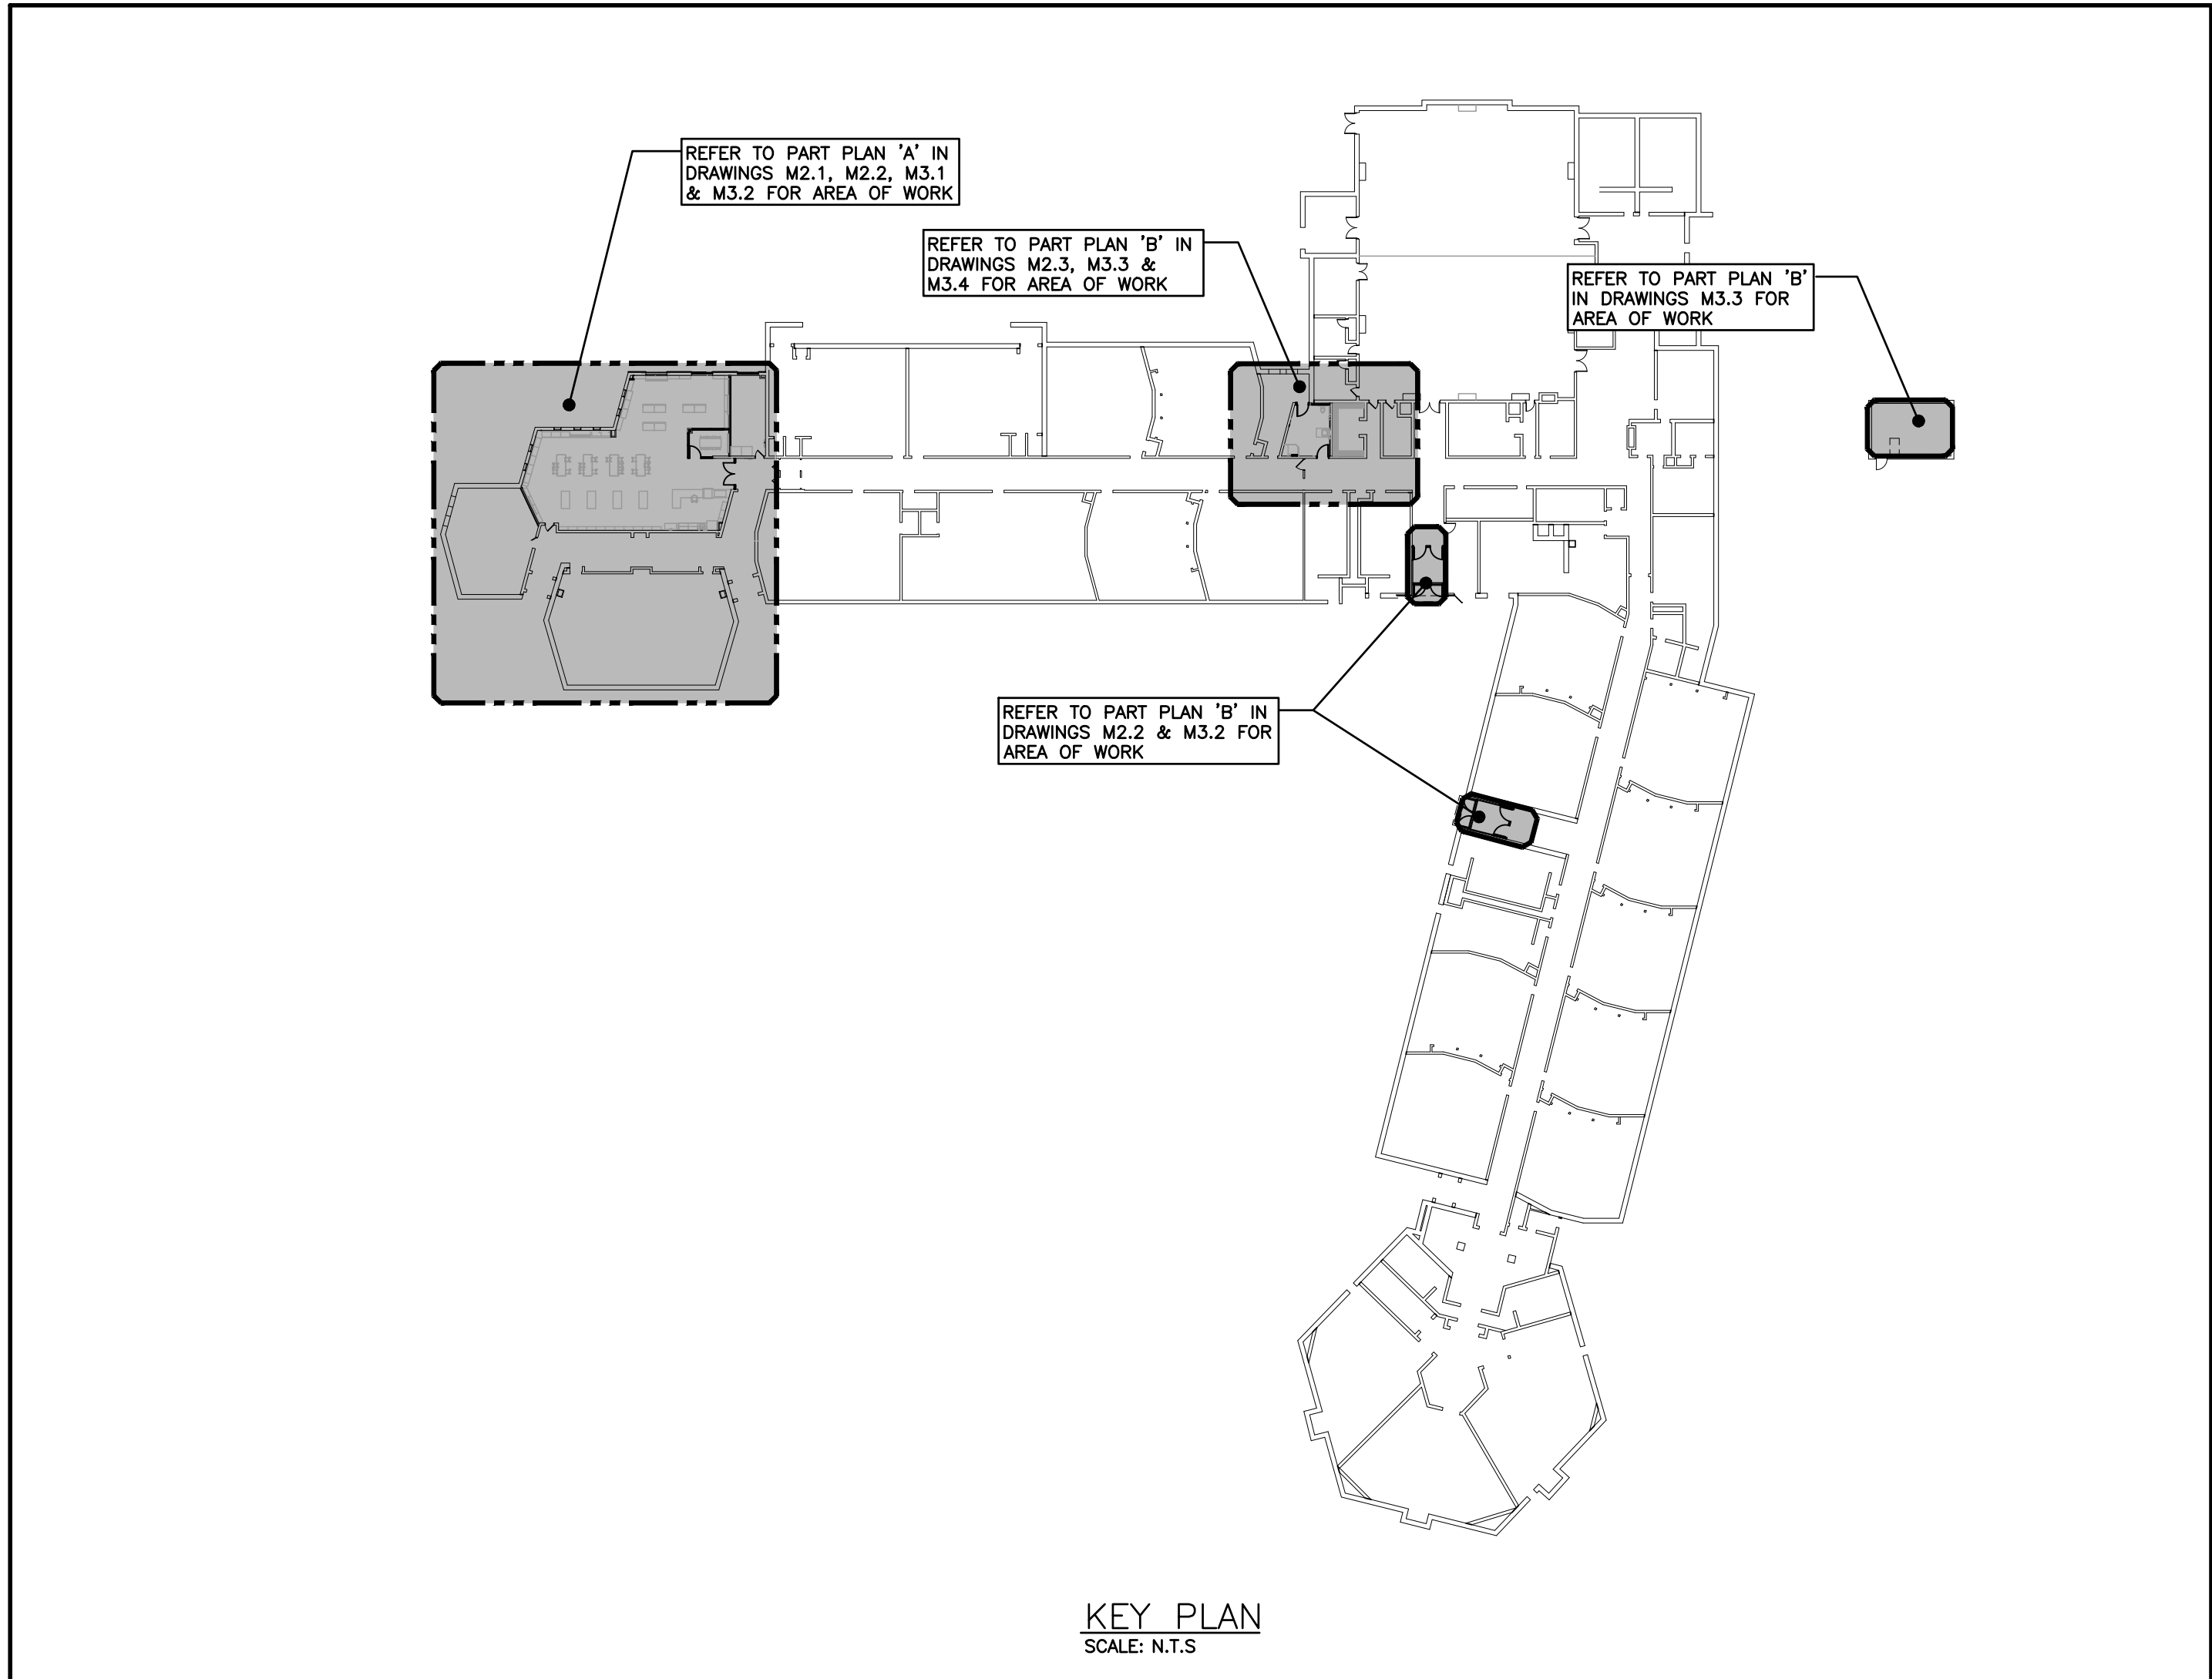 REFER TO PART PLAN 'A' IN
DRAWINGS M2.1, M2.2, M3.1
& M3.2 FOR AREA OF WORK
REFER TO PART PLAN 'B' IN
DRAWINGS M2.3, M3.3 &
M3.4 FOR AREA OF WORK
REFER TO PART PLAN 'B'
IN DRAWINGS M3.3 FOR
AREA OF WORK
REFER TO PART PLAN 'B' IN
DRAWINGS M2.2 & M3.2 FOR
AREA OF WORK
KEY PLAN
SCALE: N.T.S